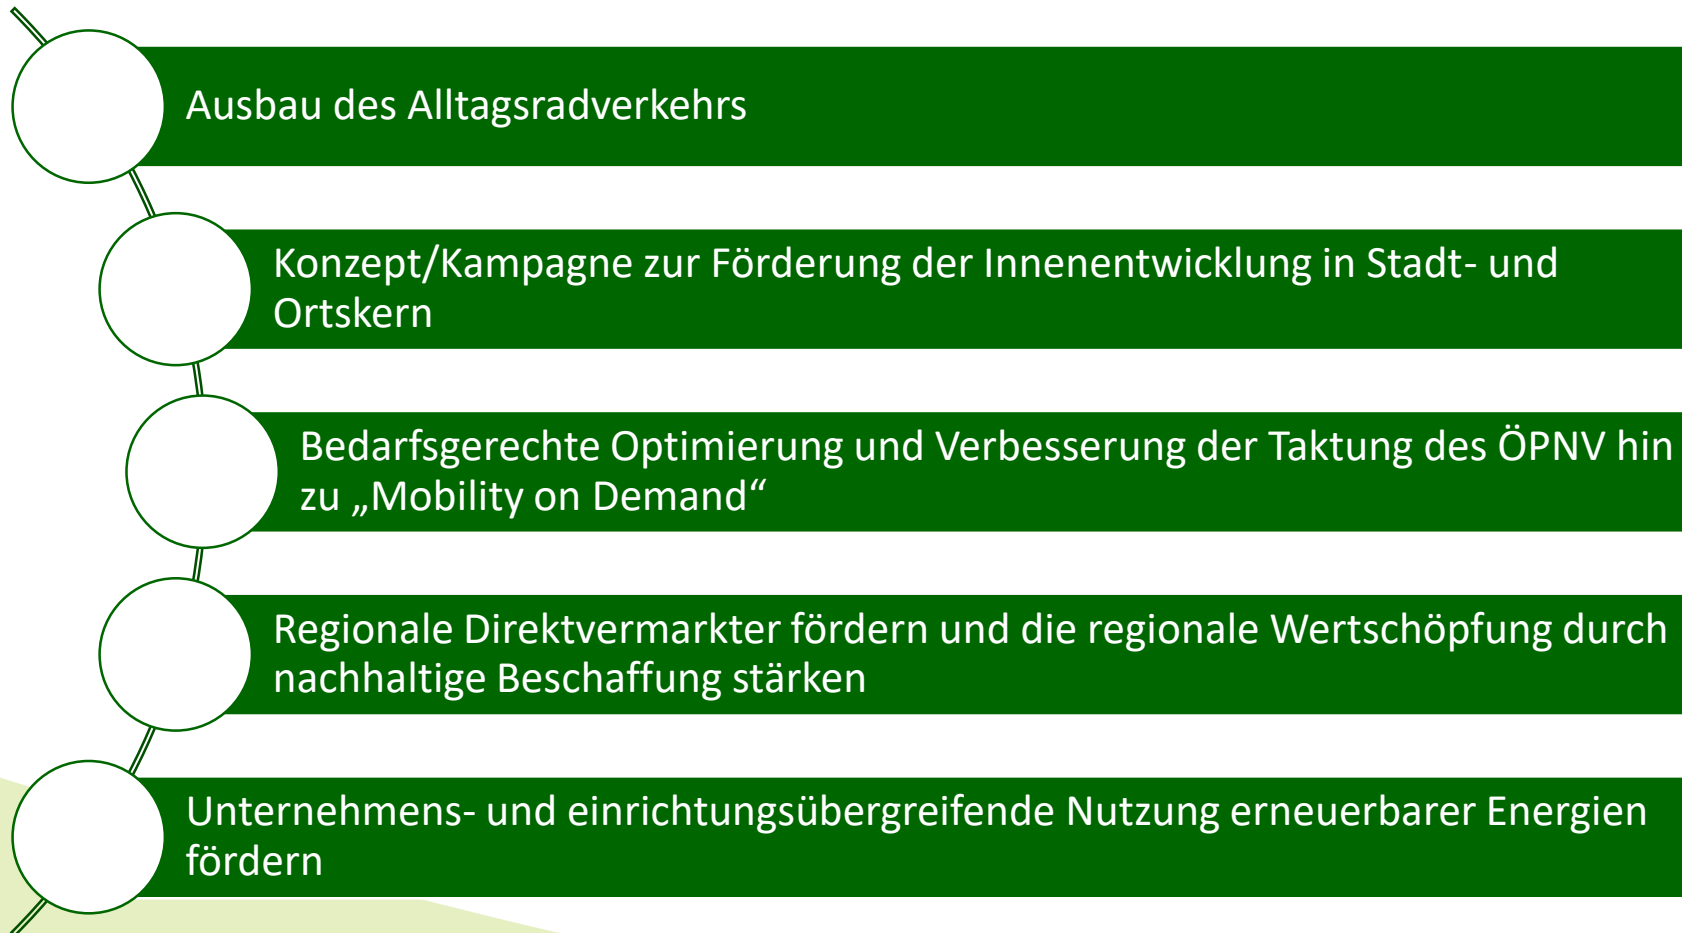 Ausbau des Alltagsradverkehrs
Konzept/Kampagne zur Förderung der Innenentwicklung in Stadt- und
Ortskern
Bedarfsgerechte Optimierung und Verbesserung der Taktung des ÖPNV hin
zu „Mobility on Demand“
Regionale Direktvermarkter fördern und die regionale Wertschöpfung durch
nachhaltige Beschaffung stärken
Unternehmens- und einrichtungsübergreifende Nutzung erneuerbarer Energien
fördern